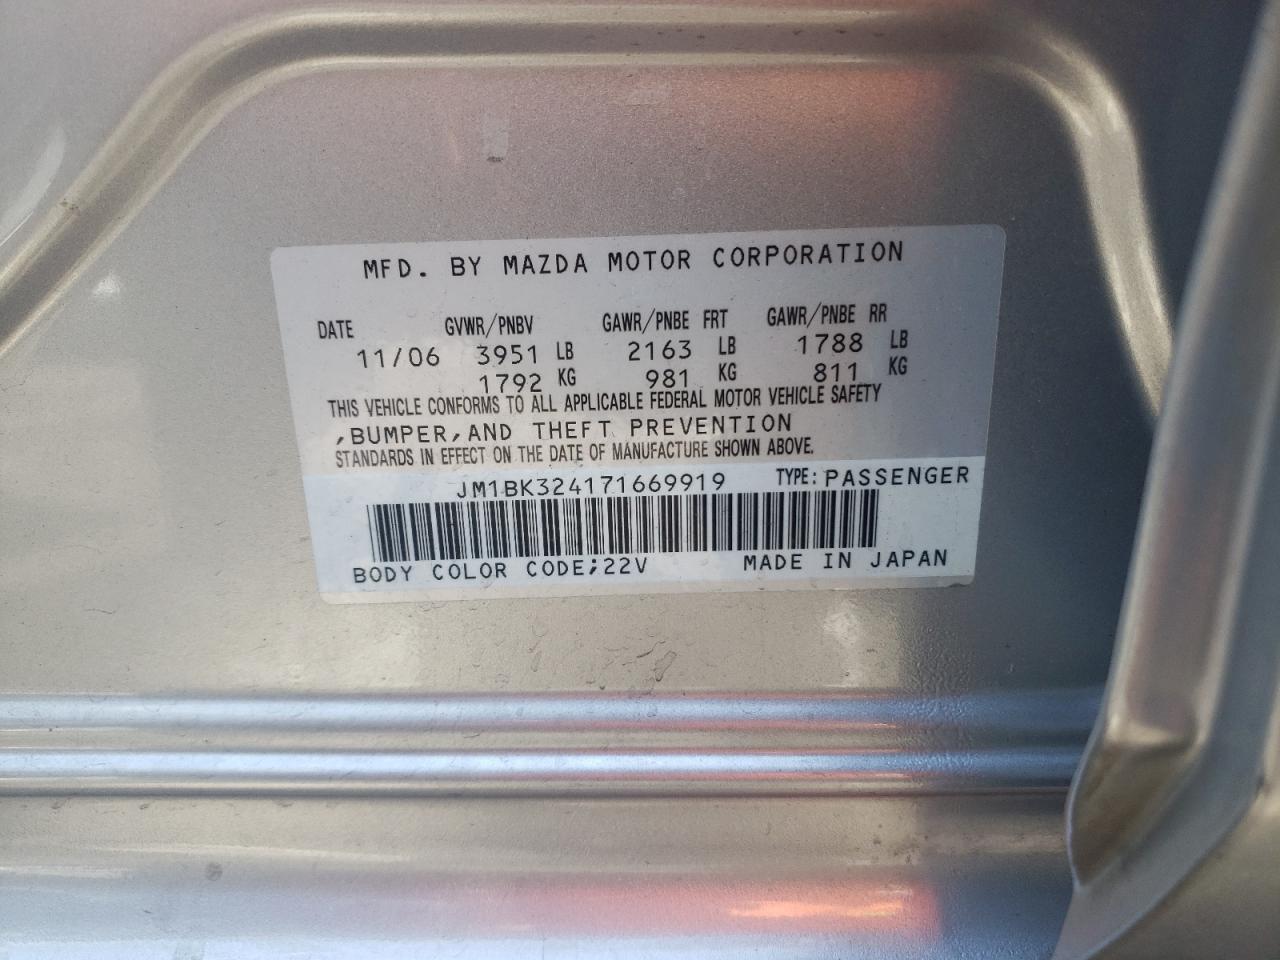 MFD. BY MAZDA MOTOR CORPORATION
DATE GVWR/PNBV GAWR/PNBE FRT GAWR/PNBE RR
11/06 3951 LB 2163 LB 1788 LB
1792 KG 981 KG 811 KG
THIS VEHICLE CONFORMS TO ALL APPLICABLE FEDERAL MOTOR VEHICLE SAFETY
,BUMPER,AND THEFT PREVENTION
STANDARDS IN EFFECT ON THE DATE OF MANUFACTURE SHOWN ABOVE.
JM1BK324171669919 TYPE: PASSENGER
BODY COLOR CODE;22V MADE IN JAPAN